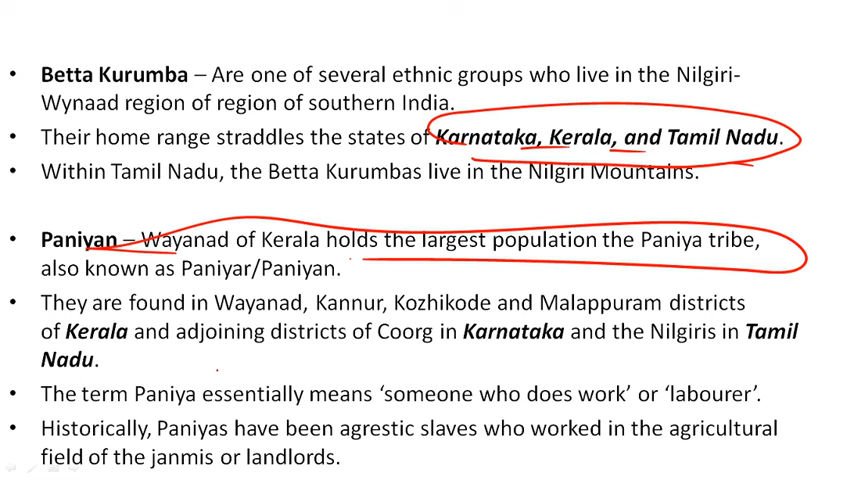 • Betta Kurumba – Are one of several ethnic groups who live in the Nilgiri-
Wynaad region of region of southern India.
• Their home range straddles the states of Karnataka, Kerala, and Tamil Nadu.
• Within Tamil Nadu, the Betta Kurumbas live in the Nilgiri Mountains.
• Paniyan – Wayanad of Kerala holds the largest population the Paniya tribe,
also known as Paniyar/Paniyan.
• They are found in Wayanad, Kannur, Kozhikode and Malappuram districts
of Kerala and adjoining districts of Coorg in Karnataka and the Nilgiris in Tamil
Nadu.
• The term Paniya essentially means ‘someone who does work’ or ‘labourer’.
• Historically, Paniyas have been agrestic slaves who worked in the agricultural
field of the janmis or landlords.